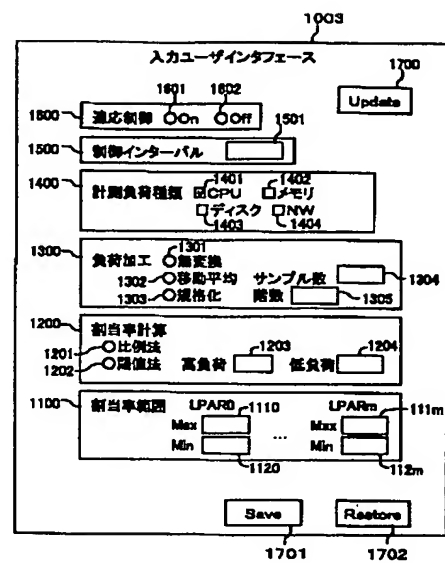 1003
入力ユーザインタフェース
1700
Update
1601 1602
1600 適応制御 On Off
1501
1500 制御インターバル
1400 1401 1402
計測負荷種類 CPU メモリ
ディスク NW
1403 1404
1300 1301
負荷加工 無変換
1302 移動平均 サンプル数 1304
1303 規格化 階数 1305
1200 割当率計算
1201 比例法 1203 1204
1202 閾値法 高負荷 低負荷
1100 割当率範囲
LPAR0 1110 LPARm 111m
Max Max
Min … Min
1120 112m
Save Restore
1701 1702